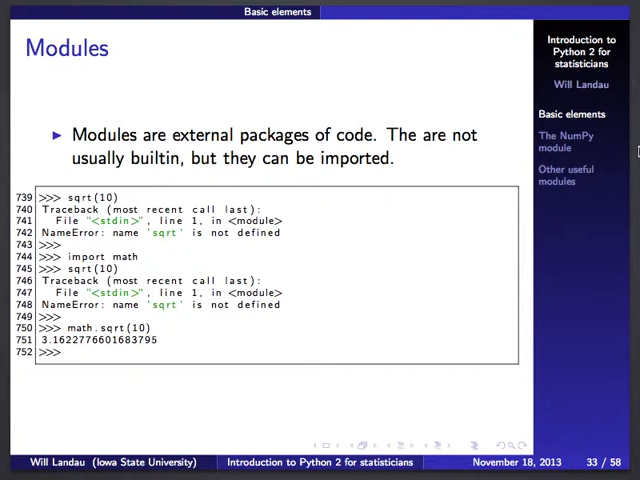 Basic elements
Modules
Modules are external packages of code. The are not
usually builtin, but they can be imported.
739 >>> sqrt(10)
740 Traceback (most recent call last):
741 File "<stdin>", line 1, in <module>
742 NameError: name 'sqrt' is not defined
743 >>>
744 >>> import math
745 >>> sqrt(10)
746 Traceback (most recent call last):
747 File "<stdin>", line 1, in <module>
748 NameError: name 'sqrt' is not defined
749 >>>
750 >>> math.sqrt(10)
751 3.1622776601683795
752 >>>
Introduction to
Python 2 for
statisticians
Will Landau
Basic elements
The NumPy
module
Other useful
modules
Will Landau (Iowa State University) Introduction to Python 2 for statisticians November 18, 2013 33 / 58